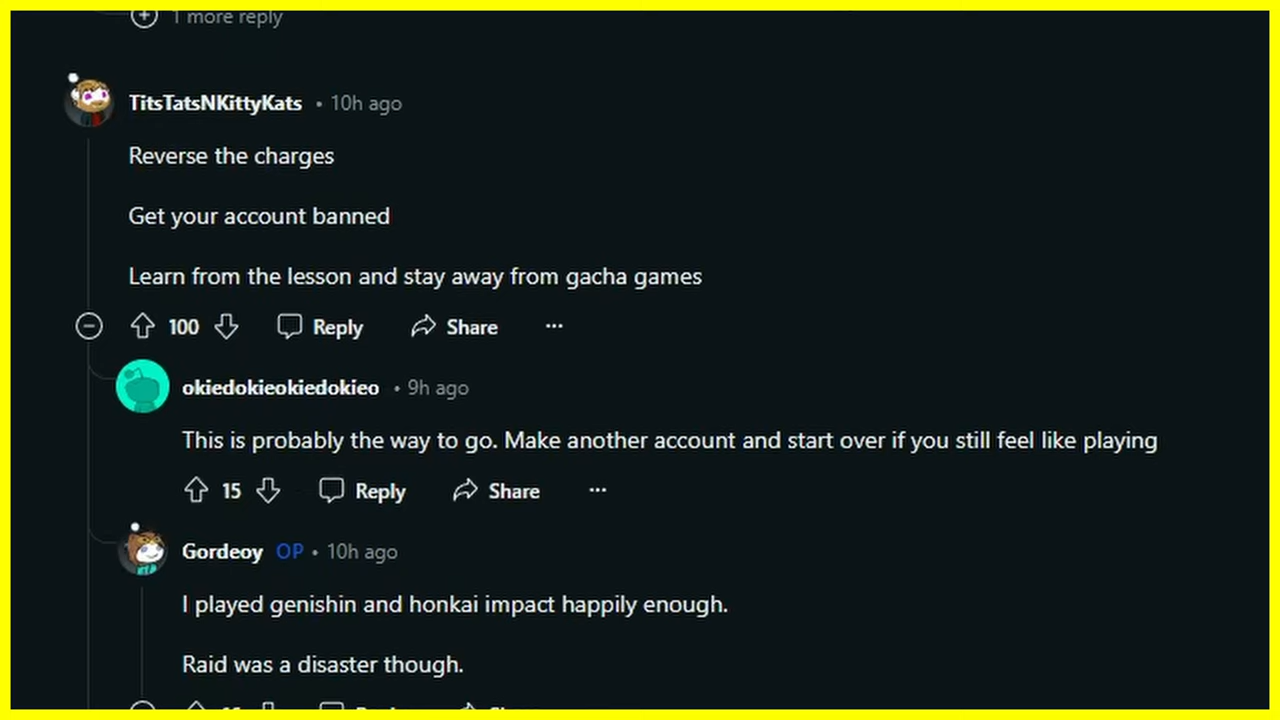 1 more reply
TitsTatsNKittyKats • 10h ago
Reverse the charges
Get your account banned
Learn from the lesson and stay away from gacha games
100 Reply Share ...
okiedokieokiedokieo • 9h ago
This is probably the way to go. Make another account and start over if you still feel like playing
15 Reply Share ...
Gordeoy OP • 10h ago
I played genishin and honkai impact happily enough.
Raid was a disaster though.